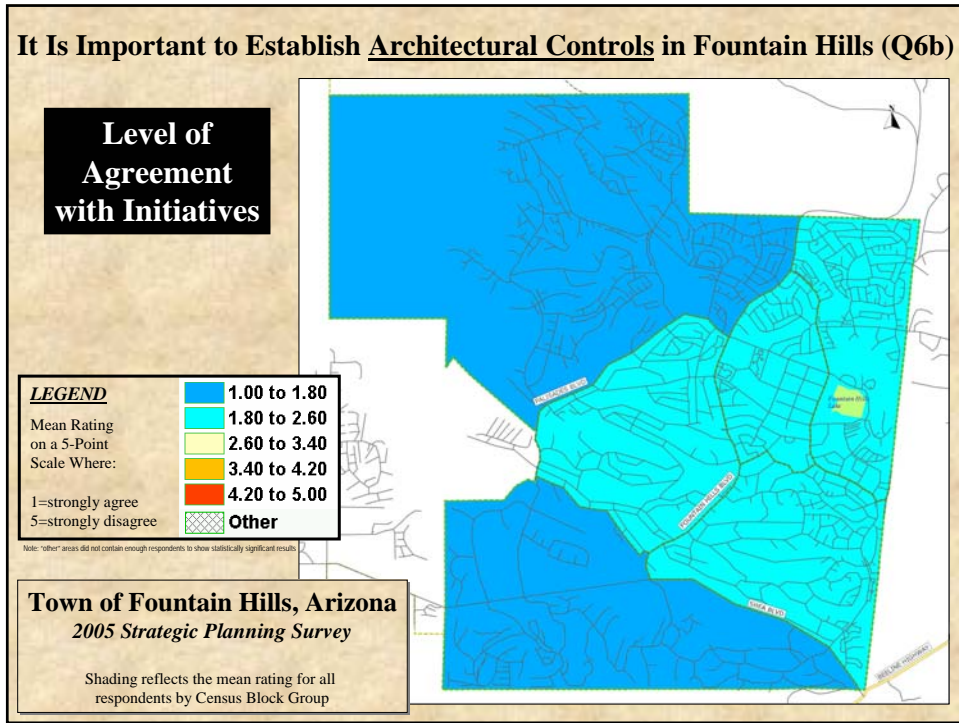 It Is Important to Establish Architectural Controls in Fountain Hills (Q6b)
Level of
Agreement
with Initiatives
PALISADES BLVD
Fountain Hills
Lake
FOUNTAIN HILLS BLVD
SHEA BLVD
BEELINE HIGHWAY
LEGEND
Mean Rating
on a 5-Point
Scale Where:
1=strongly agree
5=strongly disagree
1.00 to 1.80
1.80 to 2.60
2.60 to 3.40
3.40 to 4.20
4.20 to 5.00
Other
Note: "other" areas did not contain enough respondents to show statistically significant results
Town of Fountain Hills, Arizona
2005 Strategic Planning Survey
Shading reflects the mean rating for all
respondents by Census Block Group